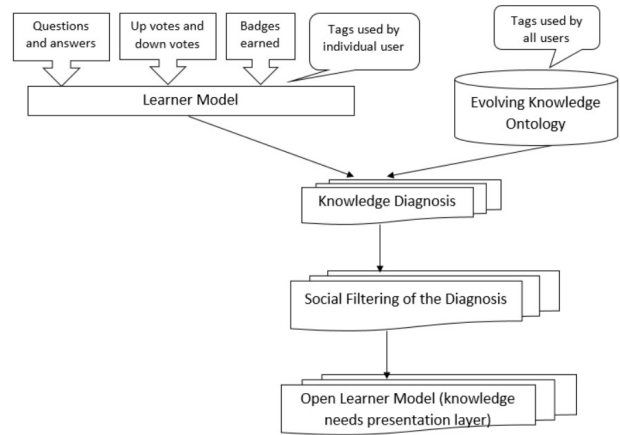 Questions
and answers
Up votes and
down votes
Badges
earned
Tags used by
individual user
Tags used by
all users
Learner Model
Evolving Knowledge
Ontology
Knowledge Diagnosis
Social Filtering of the Diagnosis
Open Learner Model (knowledge
needs presentation layer)